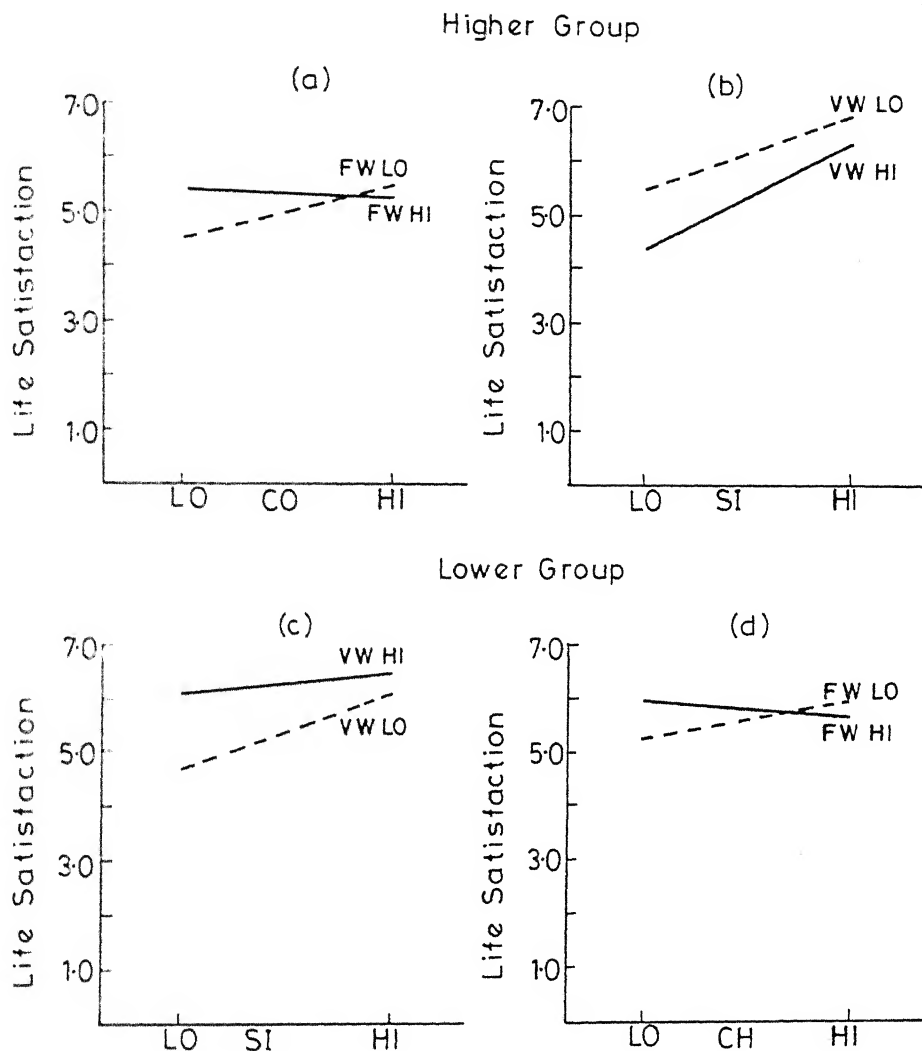 Higher Group
(a)
7.0
5.0
3.0
1.0
Life Satisfaction
FW LO
FW HI
LO CO HI
(b)
7.0
5.0
3.0
1.0
Life Satisfaction
VW LO
VW HI
LO SI HI
Lower Group
(c)
7.0
5.0
3.0
1.0
Life Satisfaction
VW HI
VW LO
LO SI HI
(d)
7.0
5.0
3.0
1.0
Life Satisfaction
FW LO
FW HI
LO CH HI